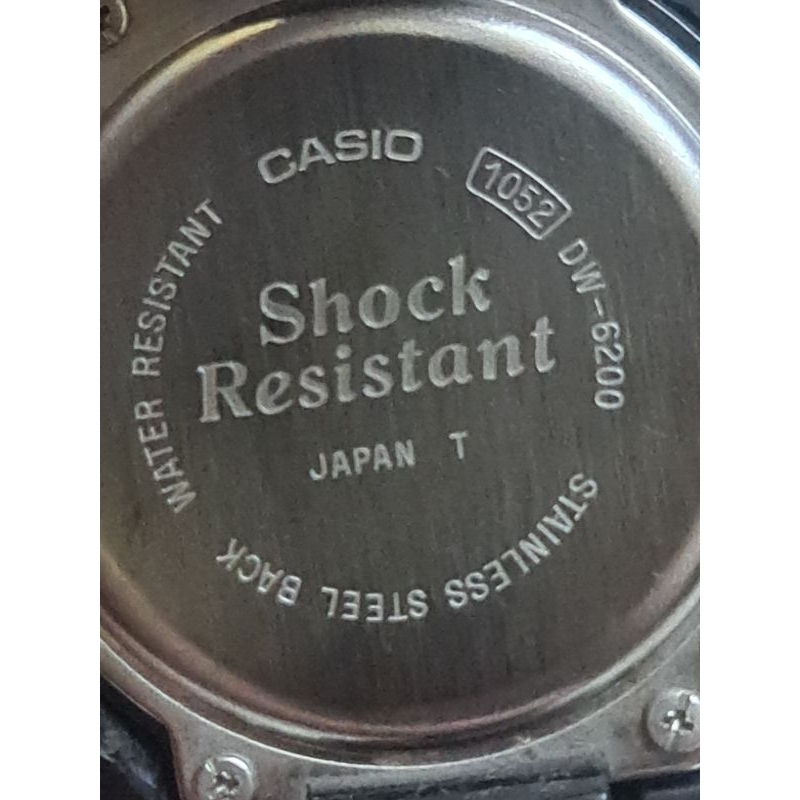 CASIO
1052
DW-6200
Shock
Resistant
JAPAN T
WATER RESISTANT
STAINLESS STEEL BACK